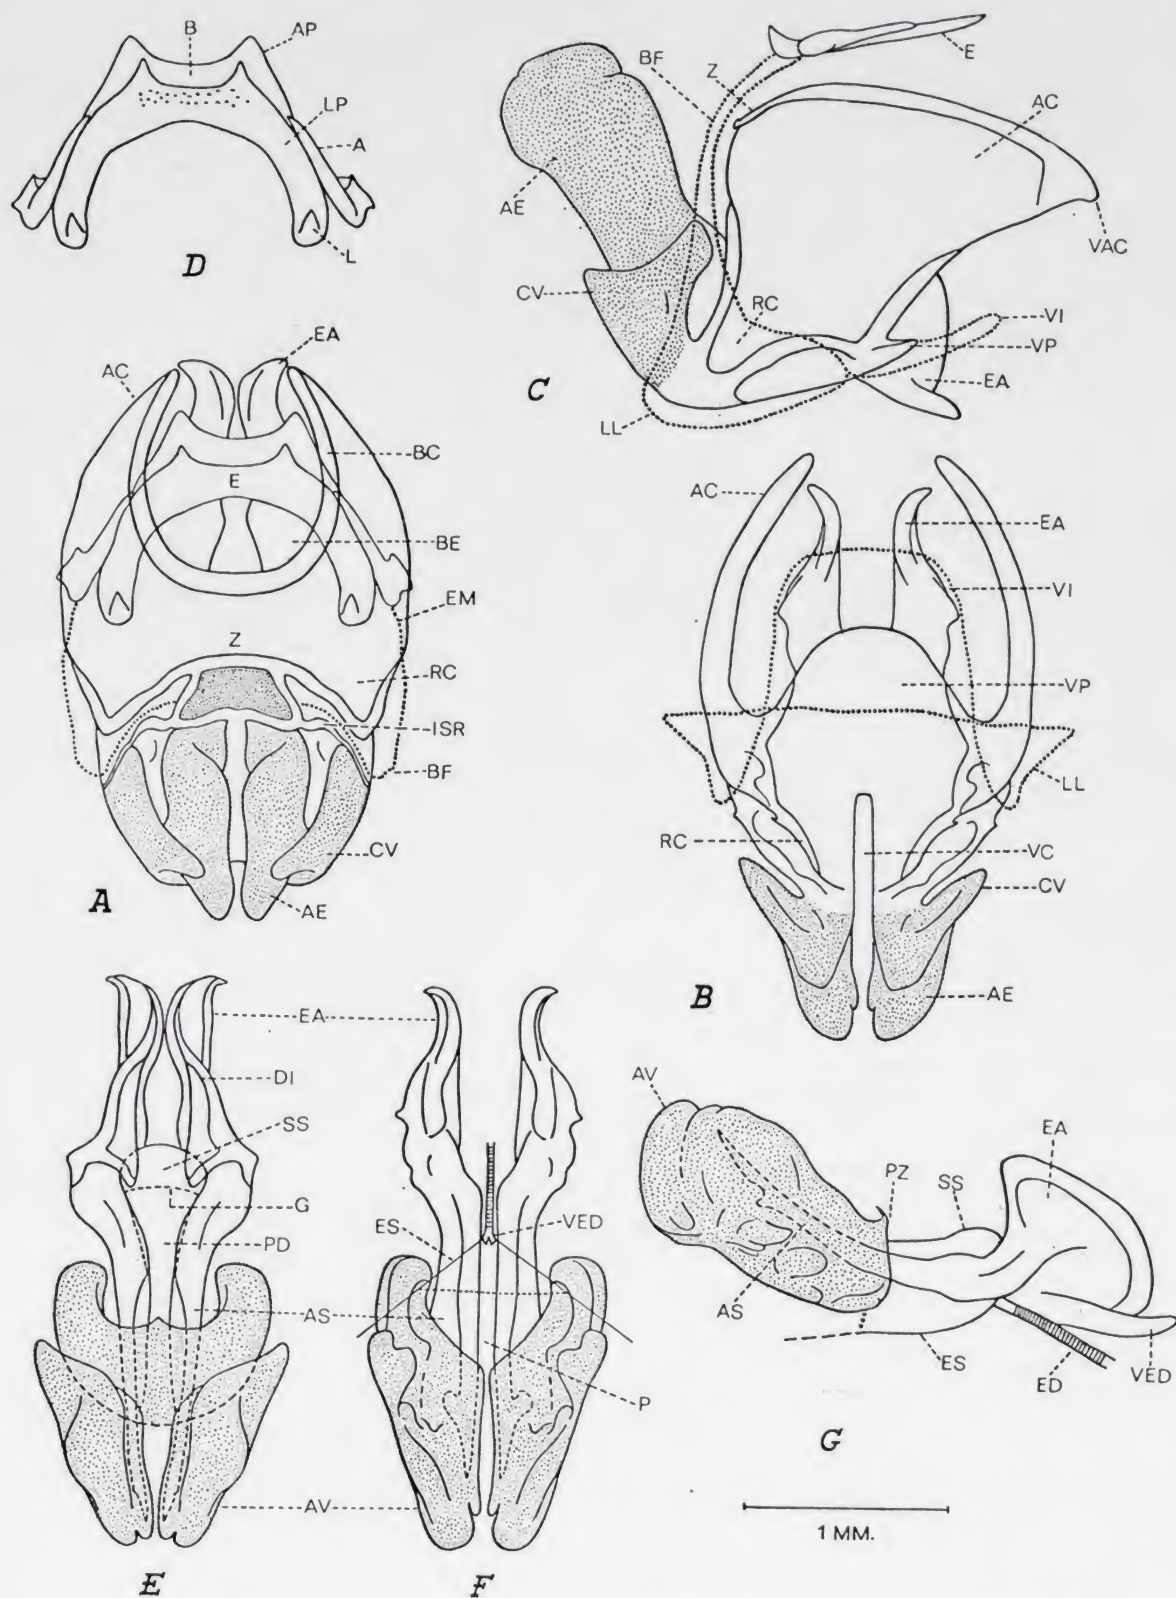 B
AP
LP
A
L
D
BF
Z
E
AC
AE
CV
RC
VAC
VI
VP
EA
LL
C
EA
AC
BC
E
BE
EM
Z
RC
ISR
BF
CV
AE
A
AC
EA
VI
VP
LL
RC
VC
CV
AE
B
EA
DI
SS
G
PD
ES
VED
AS
P
AV
E
F
AV
PZ
SS
EA
AS
ES
ED
VED
G
1 MM.